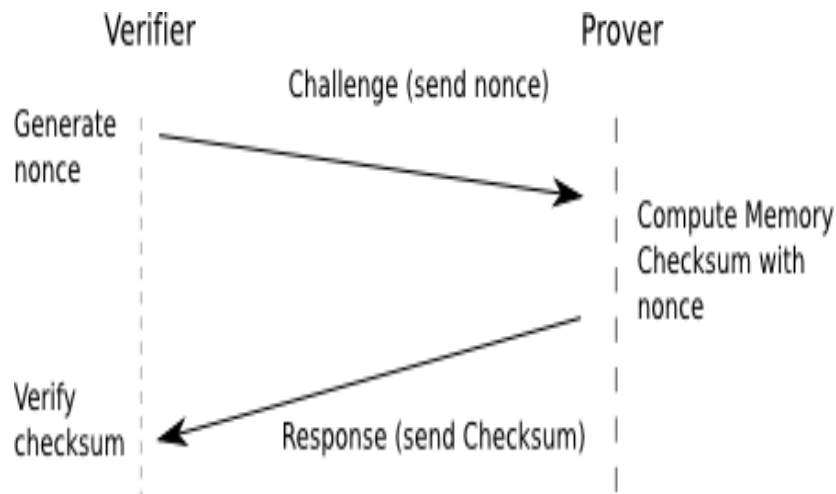 Verifier
Prover
Challenge (send nonce)
Generate
nonce
Compute Memory
Checksum with
nonce
Verify
checksum
Response (send Checksum)